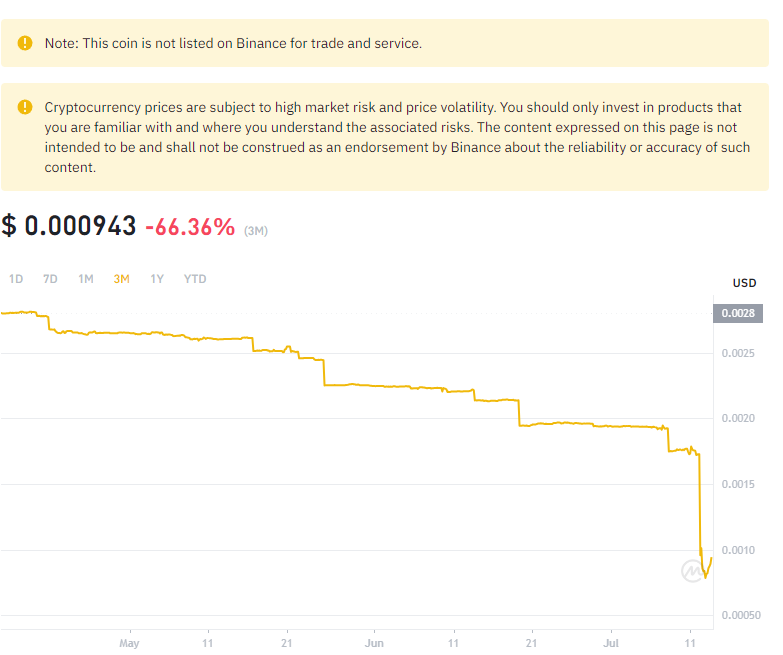 Note: This coin is not listed on Binance for trade and service.
Cryptocurrency prices are subject to high market risk and price volatility. You should only invest in products that
you are familiar with and where you understand the associated risks. The content expressed on this page is not
intended to be and shall not be construed as an endorsement by Binance about the reliability or accuracy of such
content.
$ 0.000943 -66.36% (3M)
1D 7D 1M 3M 1Y YTD
USD
0.0028
0.0025
0.0020
0.0015
0.0010
0.00050
May 11 21 Jun 11 21 Jul 11